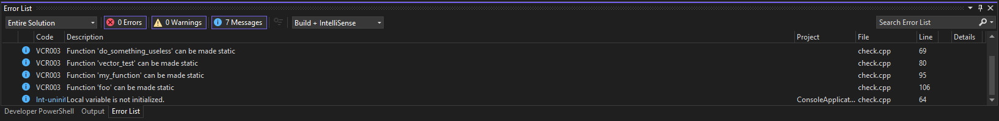 Error List
Entire Solution 0 Errors 0 Warnings 7 Messages Build + IntelliSense Search Error List
Code Description Project File Line Details
VCR003 Function 'do_something_useless' can be made static check.cpp 69
VCR003 Function 'vector_test' can be made static check.cpp 80
VCR003 Function 'my_function' can be made static check.cpp 95
VCR003 Function 'foo' can be made static check.cpp 106
Int-uninit Local variable is not initialized. ConsoleApplicat... check.cpp 64
Developer PowerShell Output Error List